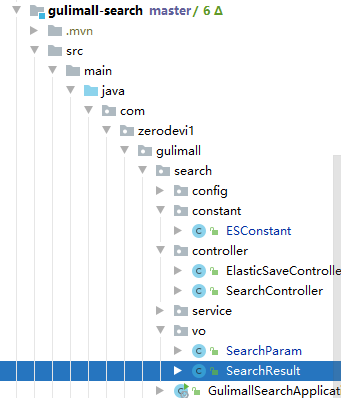 gulimall-search master / 6 Δ
.mvn
src
main
java
com
zerodevi1
gulimall
search
config
constant
ESConstant
controller
ElasticSaveControlle
SearchController
service
vo
SearchParam
SearchResult
GulimallSearchApplicati